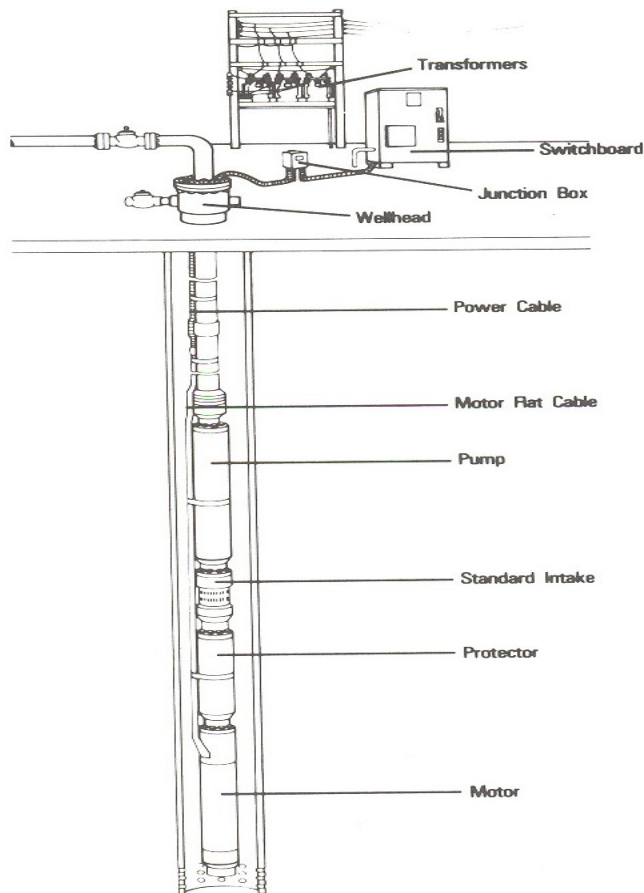 Transformers
Switchboard
Junction Box
Wellhead
Power Cable
Motor Flat Cable
Pump
Standard Intake
Protector
Motor